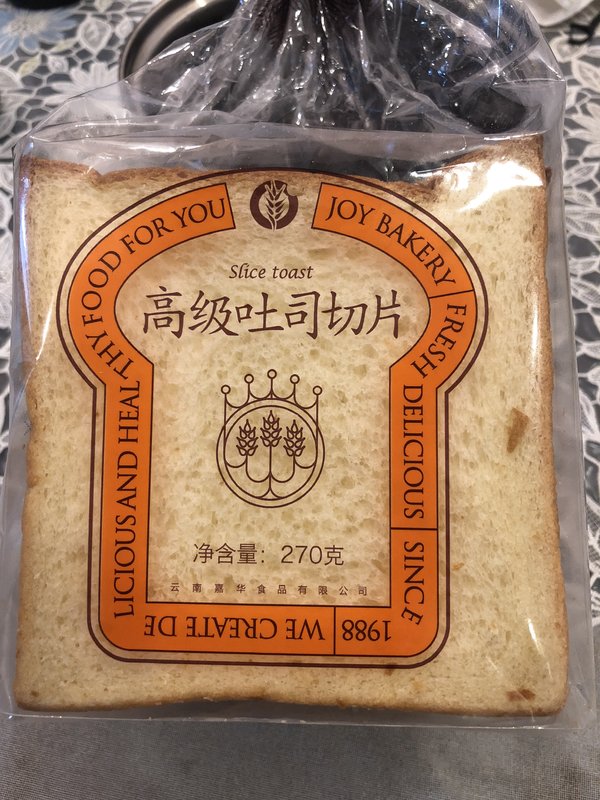 JOY BAKERY
FRESH DELICIOUS
SINCE
1988
WE CREATE DE
LICIOUS AND HEAL
THY FOOD FOR YOU
Slice toast
高级吐司切片
净含量：270克
云南嘉华食品有限公司